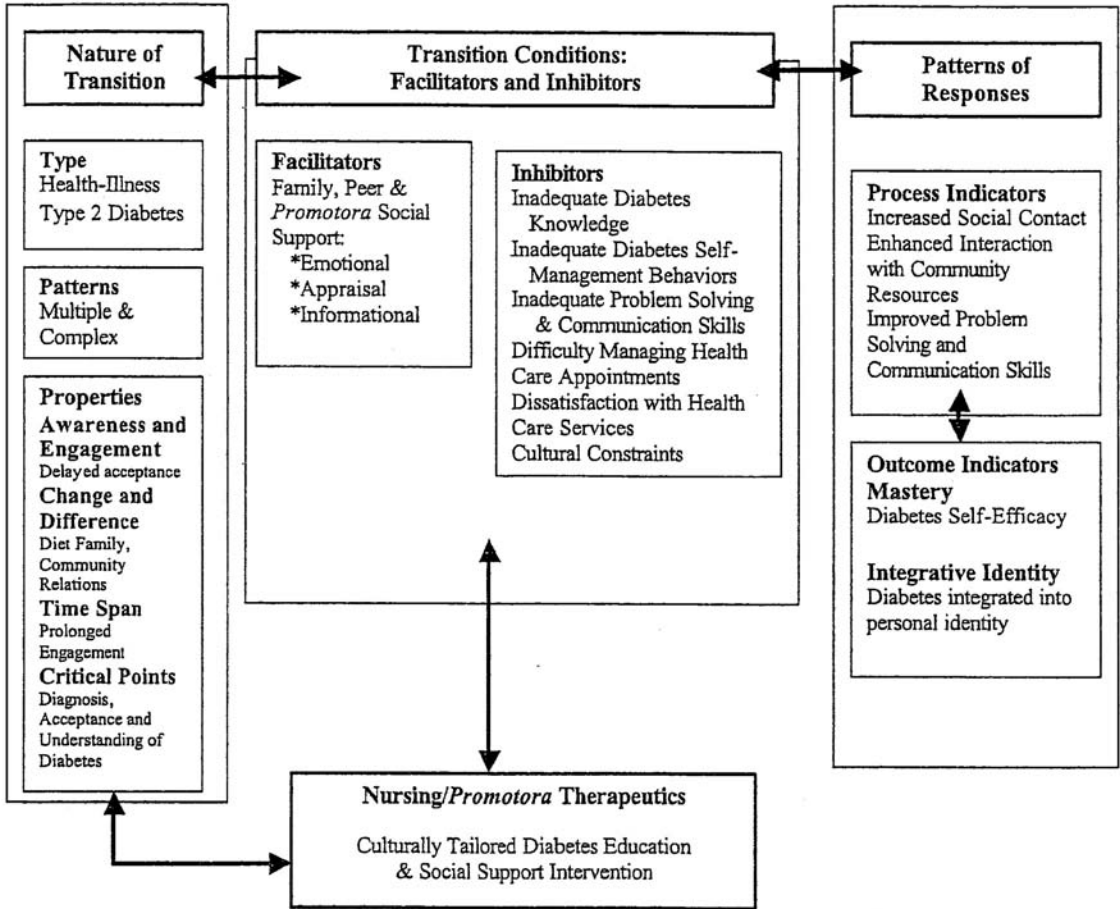 Nature of
Transition
Type
Health-Illness
Type 2 Diabetes
Patterns
Multiple &
Complex
Properties
Awareness and
Engagement
Delayed acceptance
Change and
Difference
Diet Family,
Community
Relations
Time Span
Prolonged
Engagement
Critical Points
Diagnosis,
Acceptance and
Understanding of
Diabetes
Transition Conditions:
Facilitators and Inhibitors
Facilitators
Family, Peer &
Promotora Social
Support:
*Emotional
*Appraisal
*Informational
Inhibitors
Inadequate Diabetes
Knowledge
Inadequate Diabetes Self-
Management Behaviors
Inadequate Problem Solving
& Communication Skills
Difficulty Managing Health
Care Appointments
Dissatisfaction with Health
Care Services
Cultural Constraints
Patterns of
Responses
Process Indicators
Increased Social Contact
Enhanced Interaction
with Community
Resources
Improved Problem
Solving and
Communication Skills
Outcome Indicators
Mastery
Diabetes Self-Efficacy
Integrative Identity
Diabetes integrated into
personal identity
Nursing/Promotora Therapeutics
Culturally Tailored Diabetes Education
& Social Support Intervention